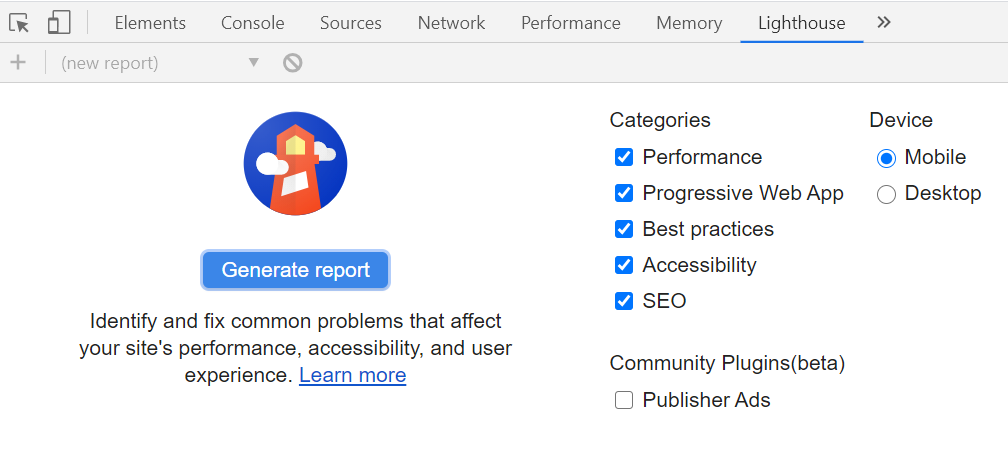 Elements Console Sources Network Performance Memory Lighthouse
(new report)
Generate report
Identify and fix common problems that affect
your site's performance, accessibility, and user
experience. Learn more
Categories
Performance
Progressive Web App
Best practices
Accessibility
SEO
Community Plugins(beta)
Publisher Ads
Device
Mobile
Desktop